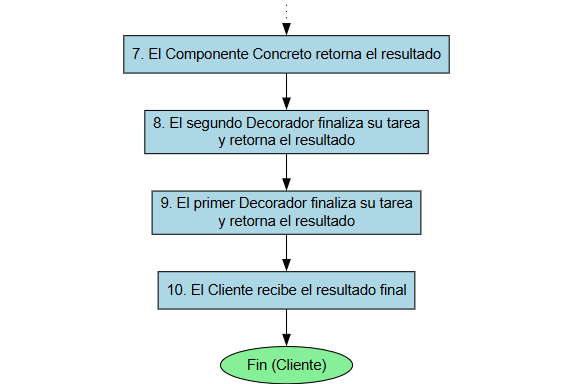 7. El Componente Concreto retorna el resultado
8. El segundo Decorador finaliza su tarea
y retorna el resultado
9. El primer Decorador finaliza su tarea
y retorna el resultado
10. El Cliente recibe el resultado final
Fin (Cliente)